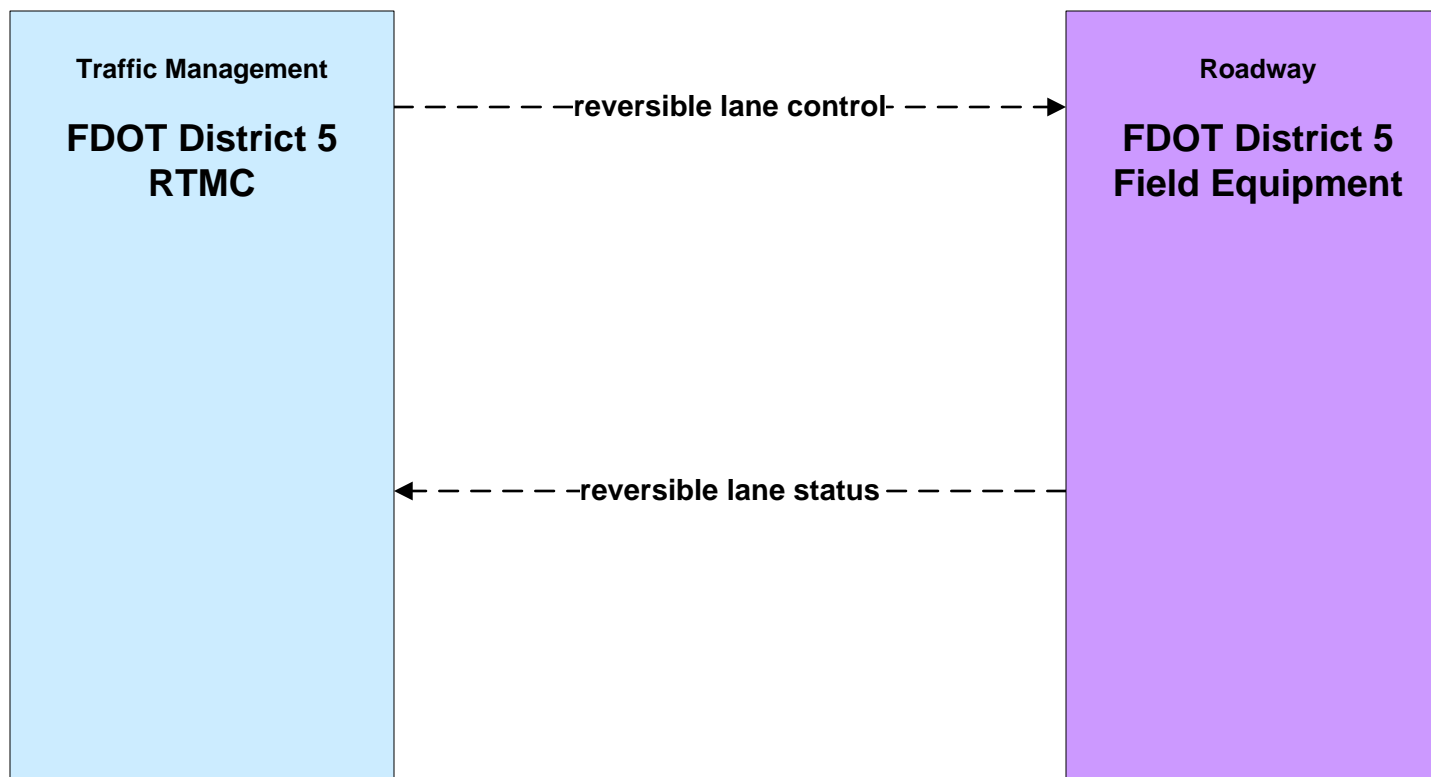 Traffic Management
FDOT District 5
RTMC
reversible lane control
Roadway
FDOT District 5
Field Equipment
reversible lane status